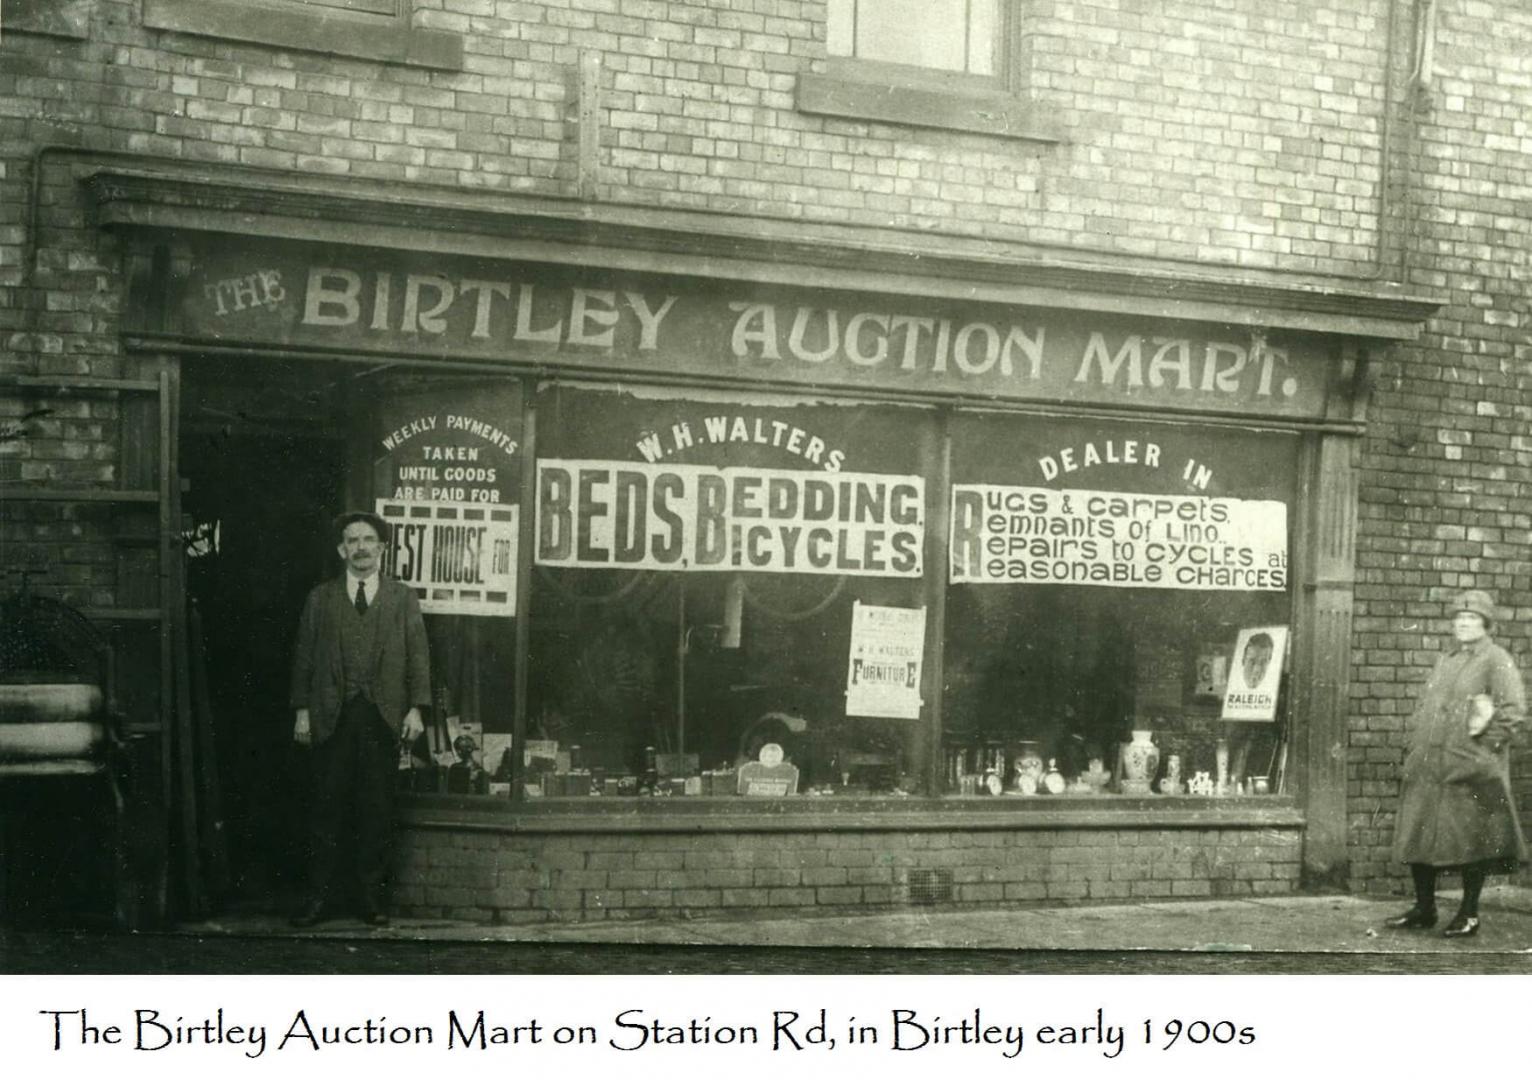 THE BIRTLEY AUCTION MART.
WEEKLY PAYMENTS
TAKEN
UNTIL GOODS
ARE PAID FOR
BEST HOUSE FOR
W.H.WALTERS
BEDS, BEDDING,
BICYCLES.
W. H. WALTERS
FURNITURE
DEALER IN
RUGS & CARPETS,
REMNANTS OF LINO..
REPAIRS TO CYCLES at
REASONABLE CHARGES.
RALEIGH
The Birtley Auction Mart on Station Rd, in Birtley early 1900s